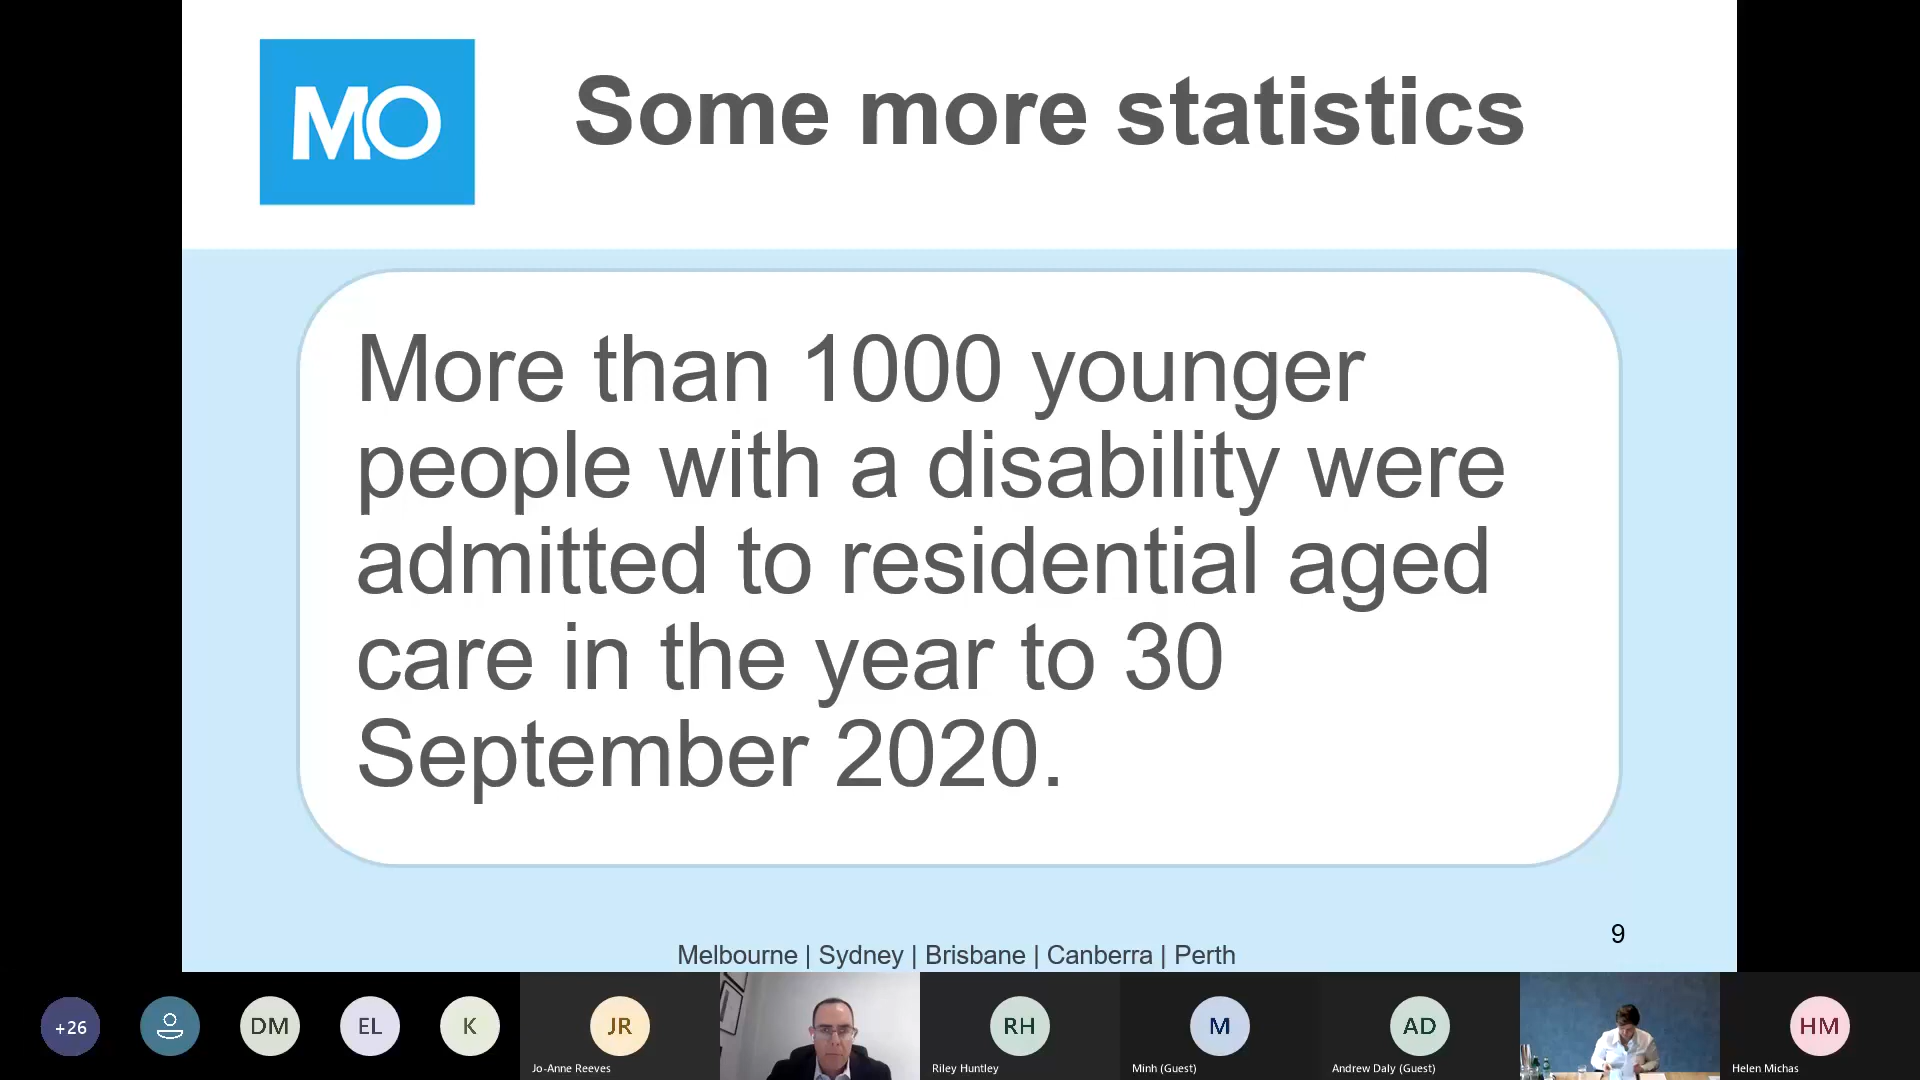 MO
Some more statistics
More than 1000 younger
people with a disability were
admitted to residential aged
care in the year to 30
September 2020.
9
Melbourne | Sydney | Brisbane | Canberra | Perth
+26
DM
EL
K
JR
Jo-Anne Reeves
RH
Riley Huntley
M
Minh (Guest)
AD
Andrew Daly (Guest)
HM
Helen Michas